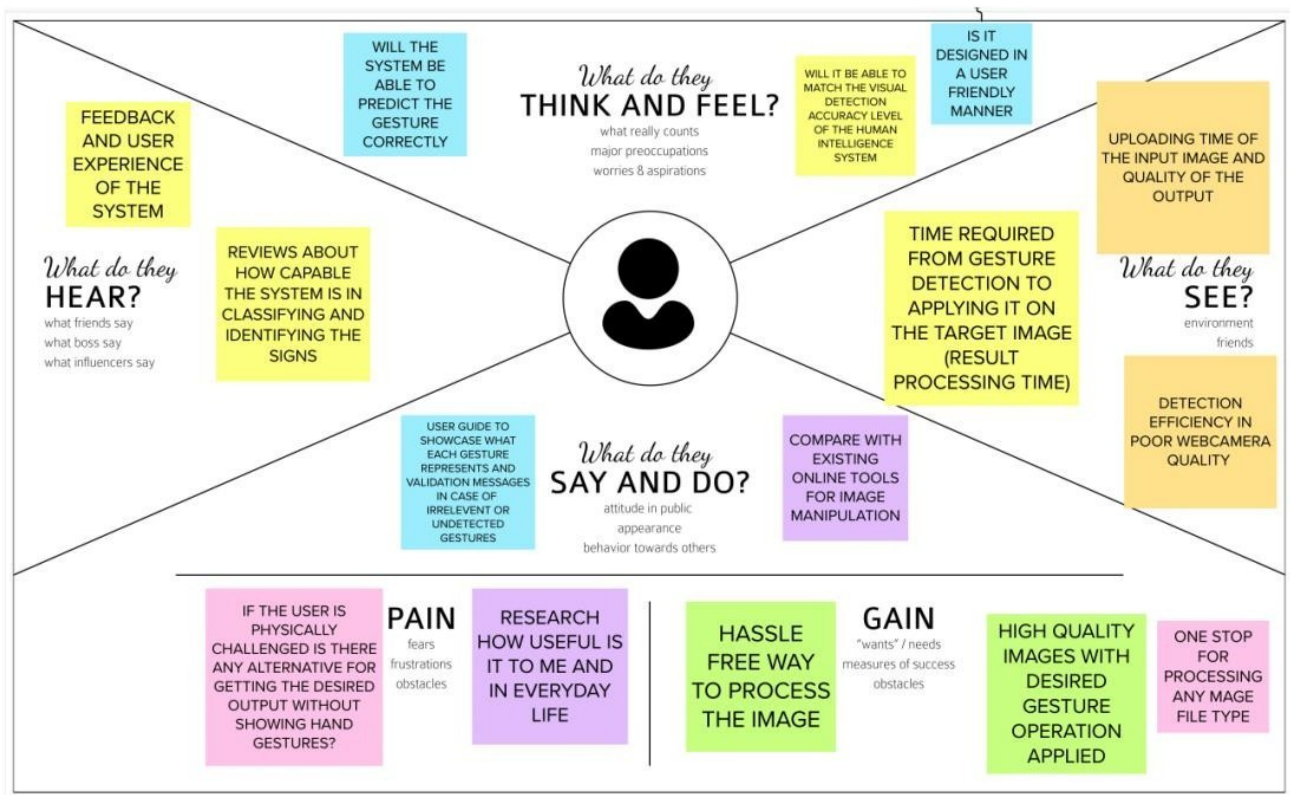 WILL THE
SYSTEM BE
ABLE TO
PREDICT THE
GESTURE
CORRECTLY
What do they
THINK AND FEEL?
what really counts
major preoccupations
worries & aspirations
WILL IT BE ABLE TO
MATCH THE VISUAL
DETECTION
ACCURACY LEVEL
OF THE HUMAN
INTELLIGENCE
SYSTEM
IS IT
DESIGNED IN
A USER
FRIENDLY
MANNER
FEEDBACK
AND USER
EXPERIENCE
OF THE
SYSTEM
What do they
HEAR?
what friends say
what boss say
what influencers say
REVIEWS ABOUT
HOW CAPABLE
THE SYSTEM IS IN
CLASSIFYING AND
IDENTIFYING THE
SIGNS
TIME REQUIRED
FROM GESTURE
DETECTION TO
APPLYING IT ON
THE TARGET IMAGE
(RESULT
PROCESSING TIME)
UPLOADING TIME OF
THE INPUT IMAGE AND
QUALITY OF THE
OUTPUT
What do they
SEE?
environment
friends
DETECTION
EFFICIENCY IN
POOR WEBCAMERA
QUALITY
USER GUIDE TO
SHOWCASE WHAT
EACH GESTURE
REPRESENTS AND
VALIDATION MESSAGES
IN CASE OF
IRRELEVENT OR
UNDETECTED
GESTURES
What do they
SAY AND DO?
attitude in public
appearance
behavior towards others
COMPARE WITH
EXISTING
ONLINE TOOLS
FOR IMAGE
MANIPULATION
IF THE USER IS
PHYSICALLY
CHALLENGED IS THERE
ANY ALTERNATIVE FOR
GETTING THE DESIRED
OUTPUT WITHOUT
SHOWING HAND
GESTURES?
PAIN
fears
frustrations
obstacles
RESEARCH
HOW USEFUL IS
IT TO ME AND
IN EVERYDAY
LIFE
HASSLE
FREE WAY
TO PROCESS
THE IMAGE
GAIN
"wants" / needs
measures of success
obstacles
HIGH QUALITY
IMAGES WITH
DESIRED
GESTURE
OPERATION
APPLIED
ONE STOP
FOR
PROCESSING
ANY MAGE
FILE TYPE